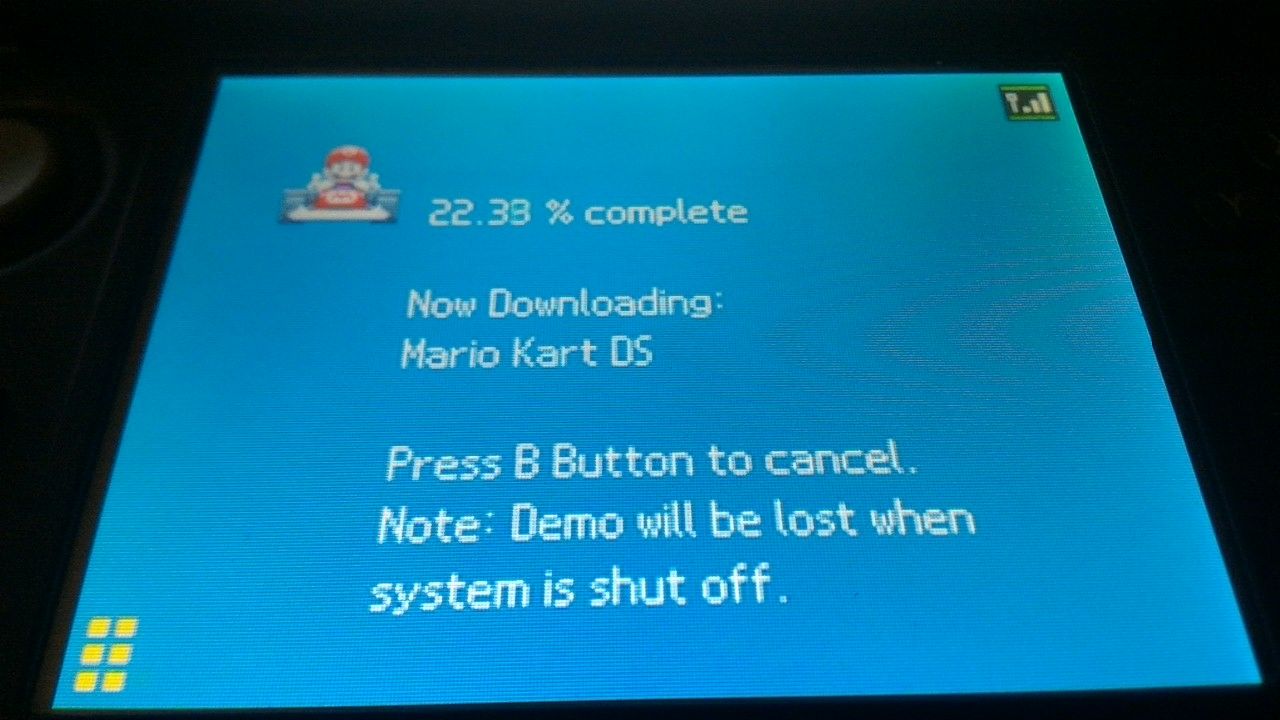 22.33 % complete
Now Downloading:
Mario Kart DS
Press B Button to cancel.
Note: Demo will be lost when
system is shut off.